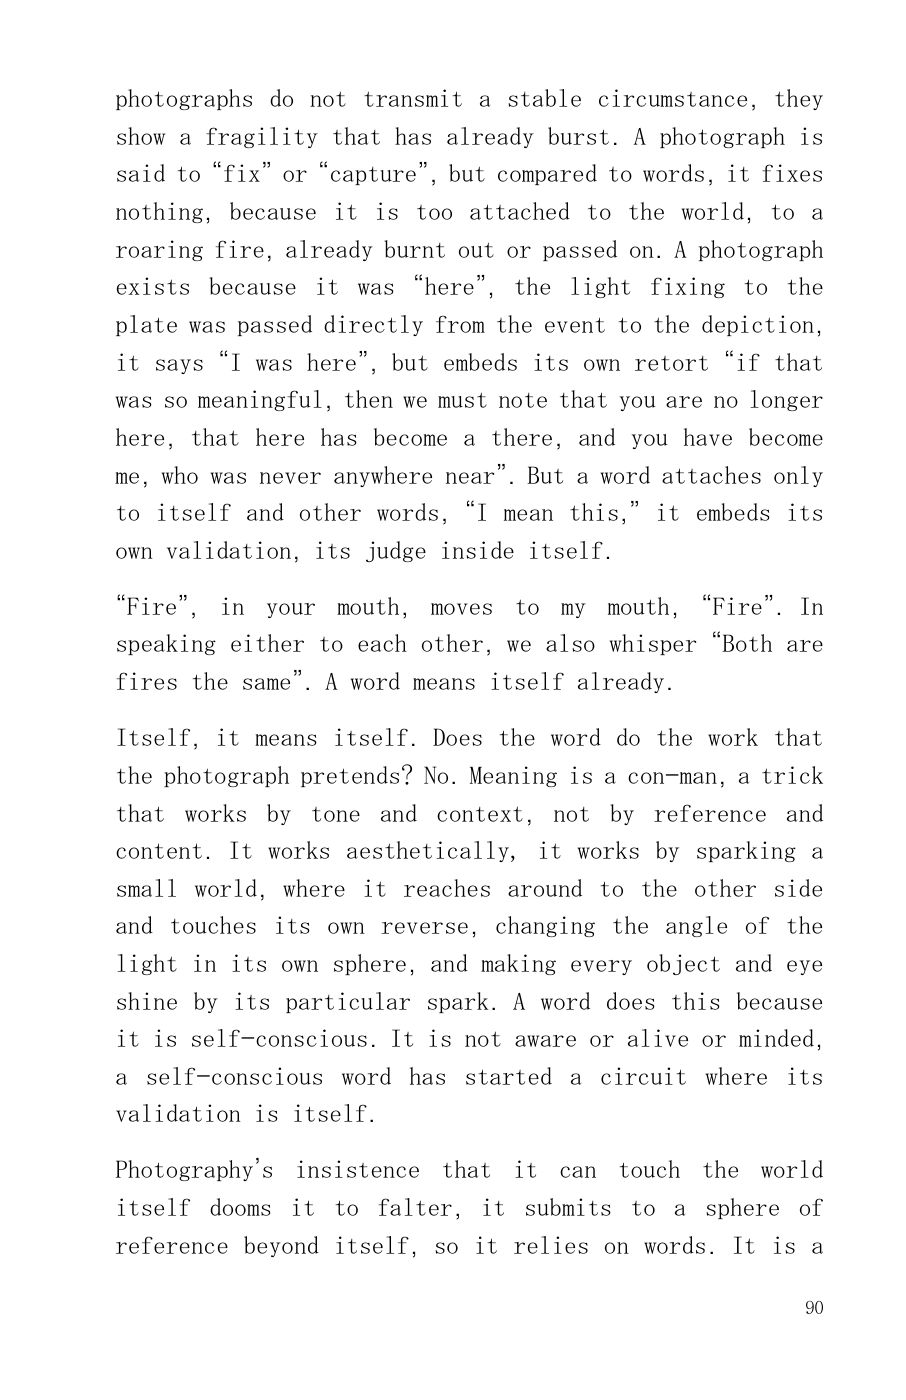 photographs do not transmit a stable circumstance, they
show a fragility that has already burst. A photograph is
said to “fix” or “capture”, but compared to words, it fixes
nothing, because it is too attached to the world, to a
roaring fire, already burnt out or passed on. A photograph
exists because it was “here”, the light fixing to the
plate was passed directly from the event to the depiction,
it says “I was here”, but embeds its own retort “if that
was so meaningful, then we must note that you are no longer
here, that here has become a there, and you have become
me, who was never anywhere near”. But a word attaches only
to itself and other words, “I mean this,” it embeds its
own validation, its judge inside itself.
“Fire”, in your mouth, moves to my mouth, “Fire”. In
speaking either to each other, we also whisper “Both are
fires the same”. A word means itself already.
Itself, it means itself. Does the word do the work that
the photograph pretends? No. Meaning is a con-man, a trick
that works by tone and context, not by reference and
content. It works aesthetically, it works by sparking a
small world, where it reaches around to the other side
and touches its own reverse, changing the angle of the
light in its own sphere, and making every object and eye
shine by its particular spark. A word does this because
it is self-conscious. It is not aware or alive or minded,
a self-conscious word has started a circuit where its
validation is itself.
Photography’s insistence that it can touch the world
itself dooms it to falter, it submits to a sphere of
reference beyond itself, so it relies on words. It is a
90